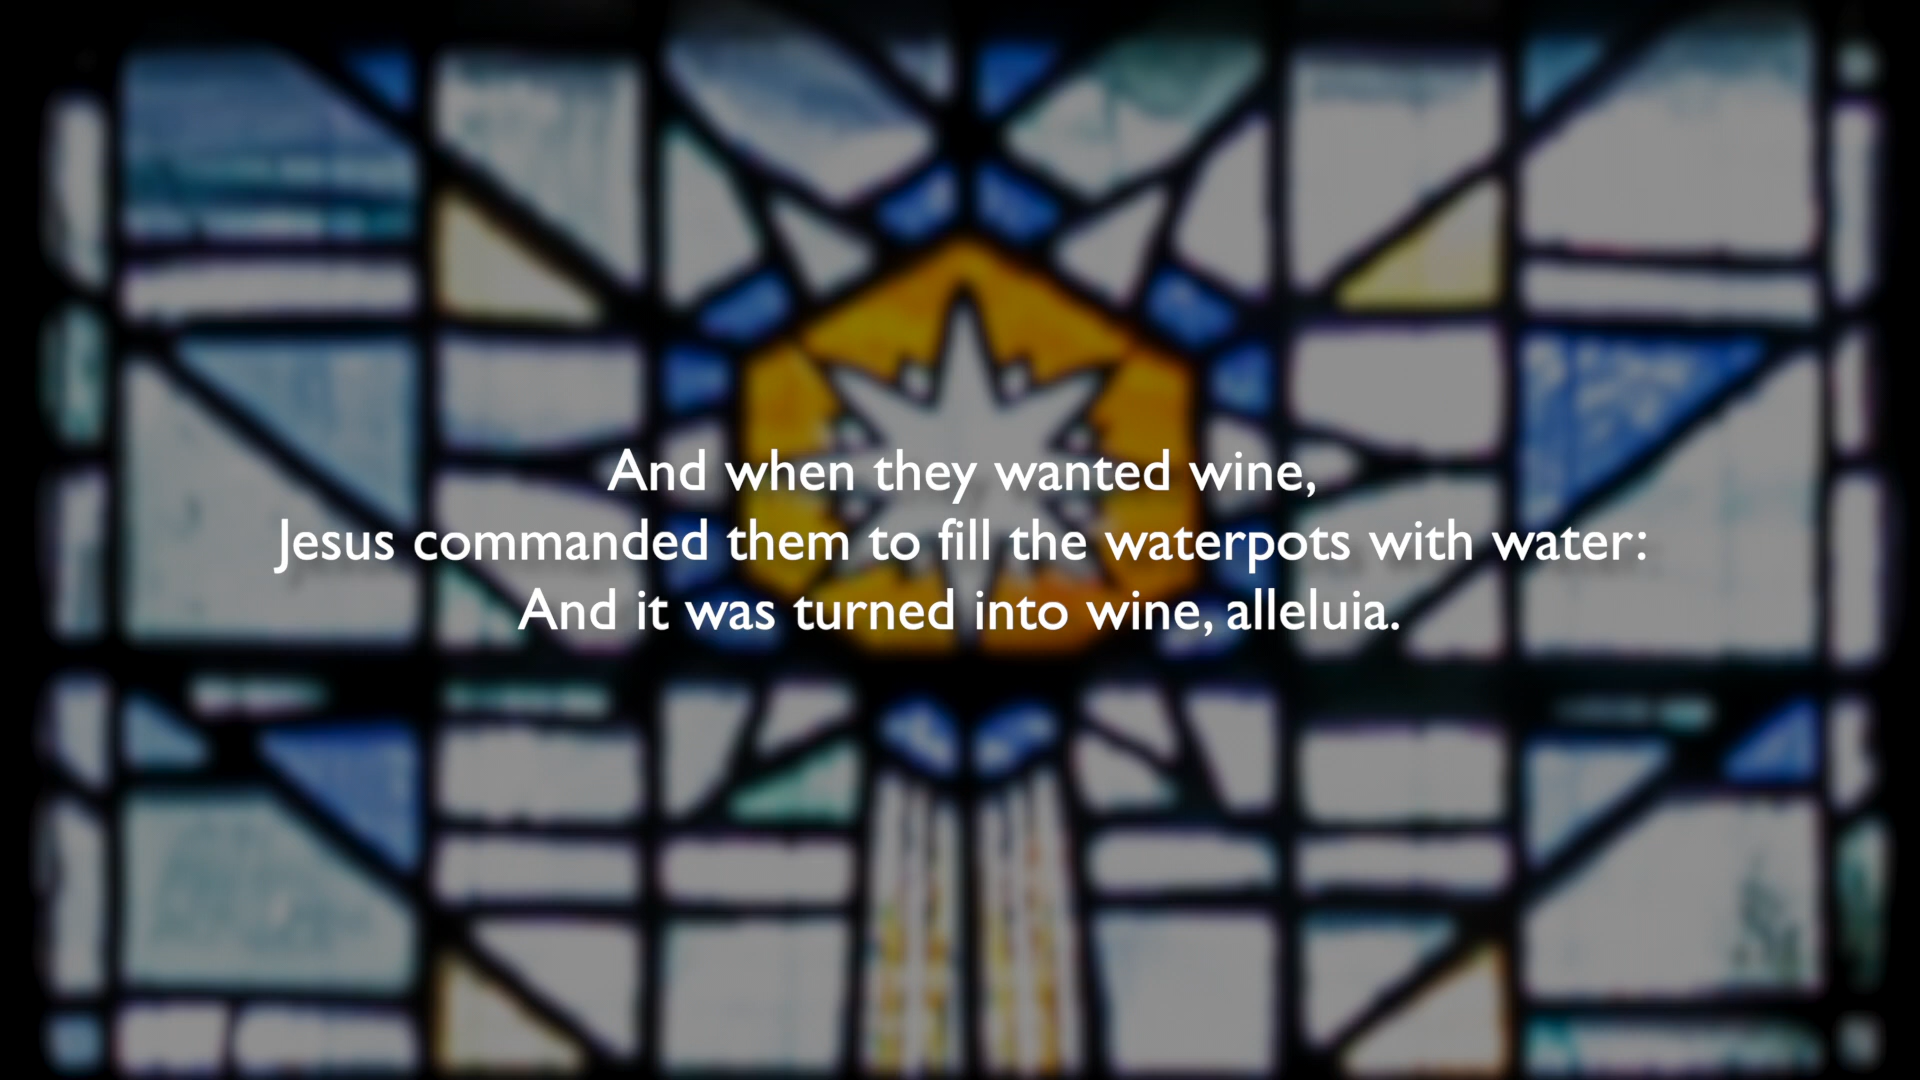 And when they wanted wine,
Jesus commanded them to fill the waterpots with water:
And it was turned into wine, alleluia.